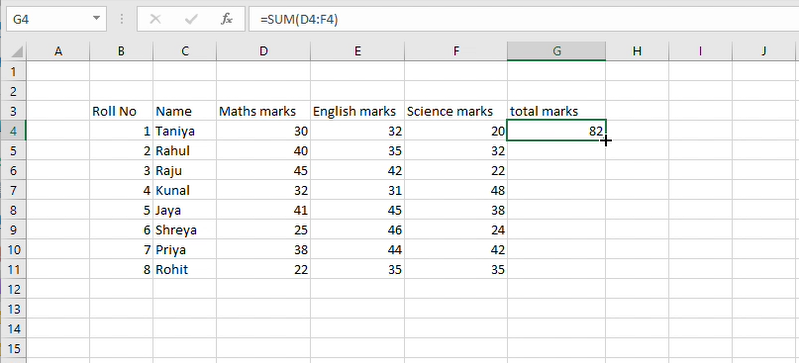 G4 fx =SUM(D4:F4)
A B C D E F G H I J
1
2
3 Roll No Name Maths marks English marks Science marks total marks
4 1 Taniya 30 32 20 82
5 2 Rahul 40 35 32
6 3 Raju 45 42 22
7 4 Kunal 32 31 48
8 5 Jaya 41 45 38
9 6 Shreya 25 46 24
10 7 Priya 38 44 42
11 8 Rohit 22 35 35
12
13
14
15